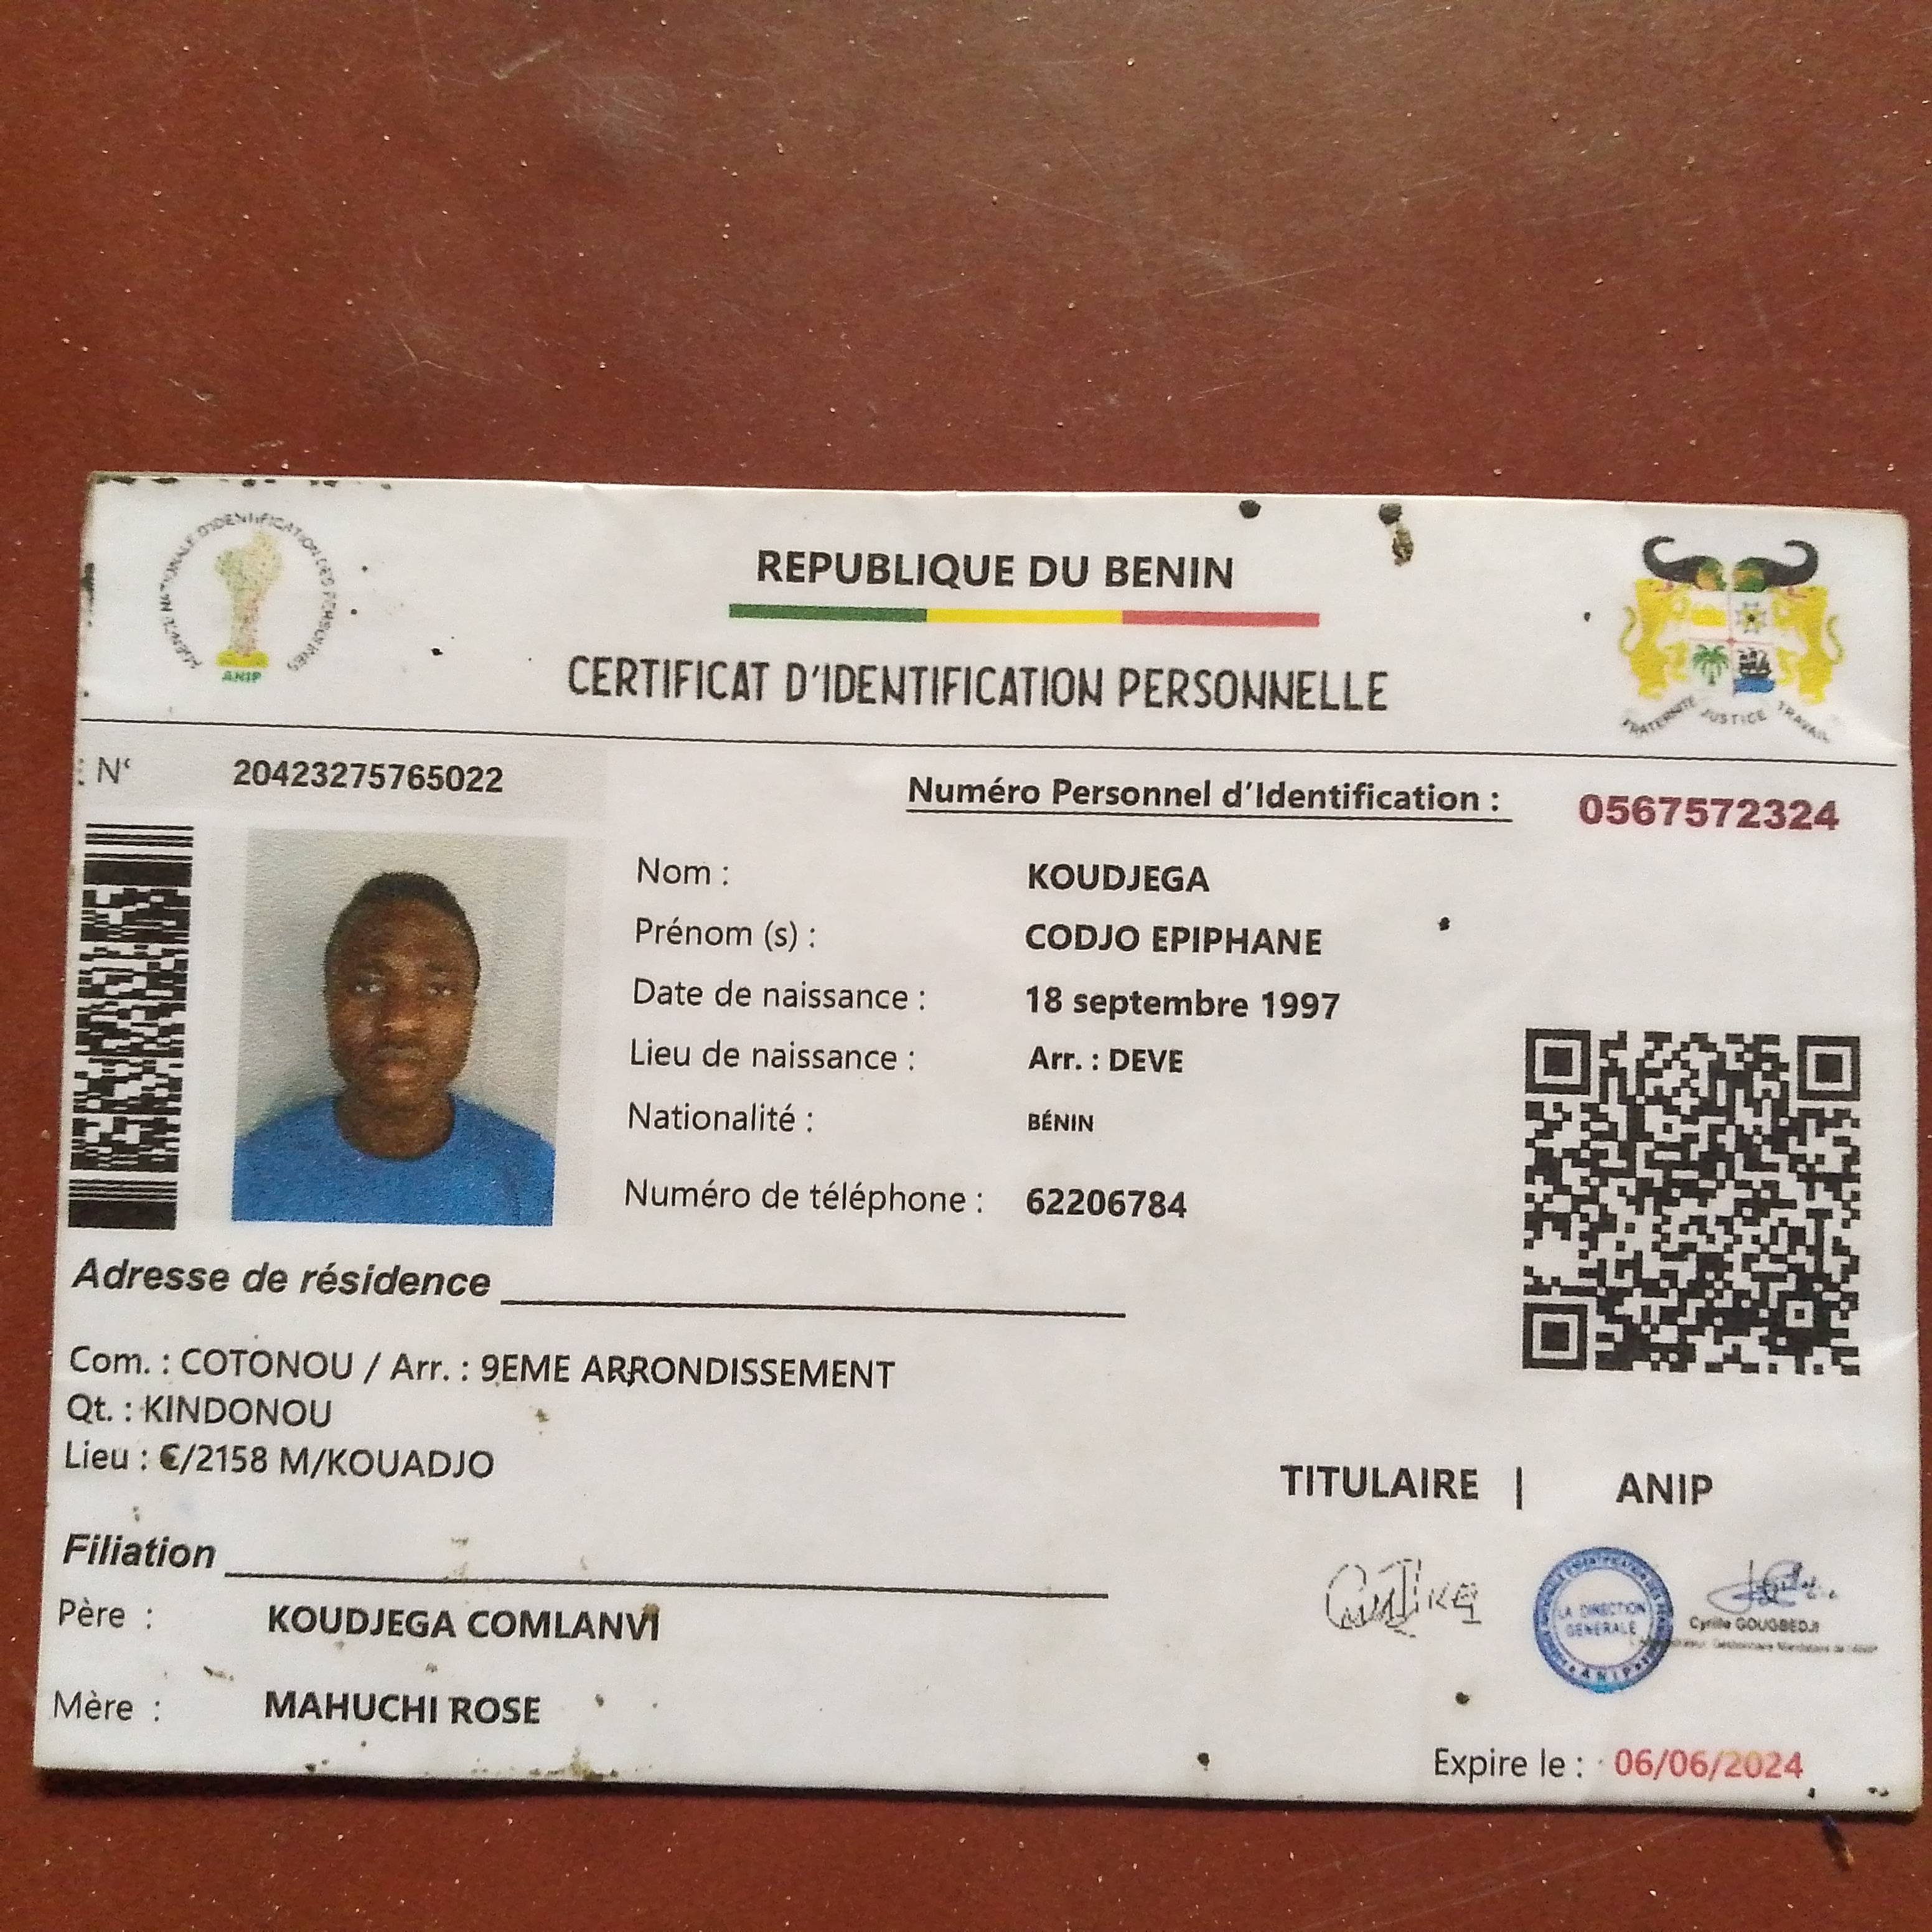 AGENCE NATIONALE D'IDENTIFICATION DES PERSONNES
ANIP
REPUBLIQUE DU BENIN
CERTIFICAT D'IDENTIFICATION PERSONNELLE
FRATERNITE JUSTICE TRAVAIL
N° 20423275765022
Numéro Personnel d'Identification : 0567572324
Nom : KOUDJEGA
Prénom (s) : CODJO EPIPHANE
Date de naissance : 18 septembre 1997
Lieu de naissance : Arr. : DEVE
Nationalité : BÉNIN
Numéro de téléphone : 62206784
Adresse de résidence
Com. : COTONOU / Arr. : 9EME ARRONDISSEMENT
Qt. : KINDONOU
Lieu : C/2158 M/KOUADJO
TITULAIRE | ANIP
Filiation
Père : KOUDJEGA COMLANVI
LA DIRECTION
GENERALE
ANIP
Cyrille GOUGBEDJI
Mère : MAHUCHI ROSE
Expire le : 06/06/2024